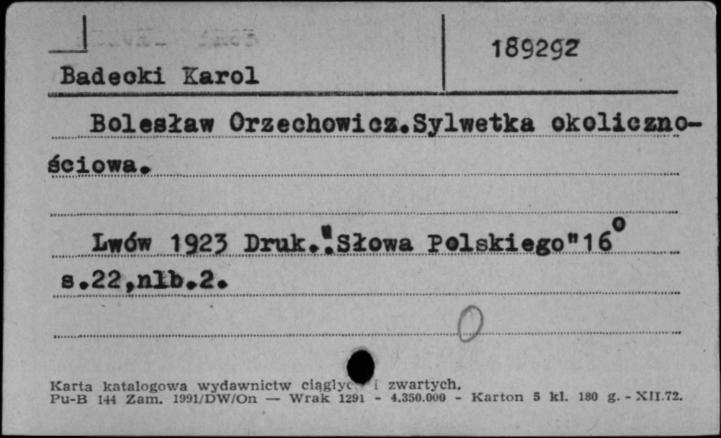 189292
Badecki Karol
Bolesław Orzechowicz.Sylwetka okoliczno-
ściowa.
Lwów 1923 Druk."Słowa Polskiego"16°
s.22,nlb.2.
0
Karta katalogowa wydawnictw ciągłyc i zwartych.
Pu-B 144 Zam. 1991/DW/On — Wrak 1291 - 4.350.000 - Karton 5 kl. 180 g. - XII.72.